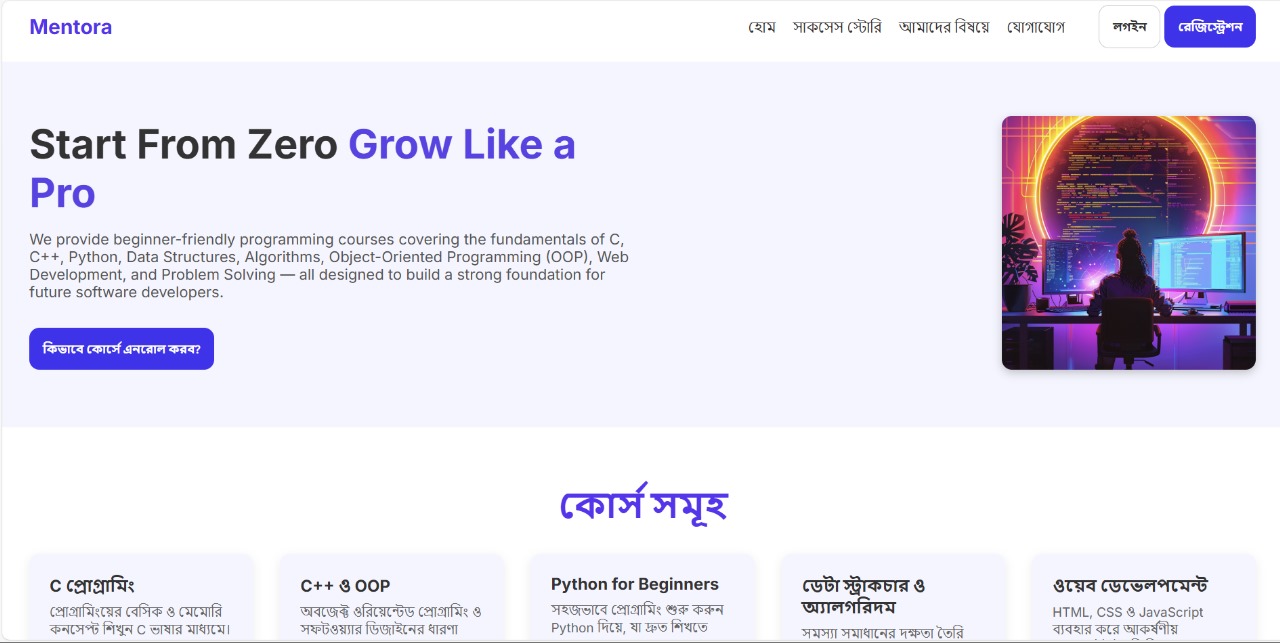 Mentora
হোম সাকসেস স্টোরি আমাদের বিষয়ে যোগাযোগ লগইন রেজিস্ট্রেশন
Start From Zero Grow Like a
Pro
We provide beginner-friendly programming courses covering the fundamentals of C,
C++, Python, Data Structures, Algorithms, Object-Oriented Programming (OOP), Web
Development, and Problem Solving — all designed to build a strong foundation for
future software developers.
কিভাবে কোর্সে এনরোল করব?
কোর্স সমূহ
C প্রোগ্রামিং
প্রোগ্রামিংয়ের বেসিক ও মেমোরি
কনসেপ্ট শিখুন C ভাষার মাধ্যমে।
C++ ও OOP
অবজেক্ট ওরিয়েন্টেড প্রোগ্রামিং ও
সফটওয়্যার ডিজাইনের ধারণা
Python for Beginners
সহজভাবে প্রোগ্রামিং শুরু করুন
Python দিয়ে, যা দ্রুত শিখতে
ডেটা স্ট্রাকচার ও
অ্যালগরিদম
সমস্যা সমাধানের দক্ষতা তৈরি
ওয়েব ডেভেলপমেন্ট
HTML, CSS ও JavaScript
ব্যবহার করে আকর্ষণীয়